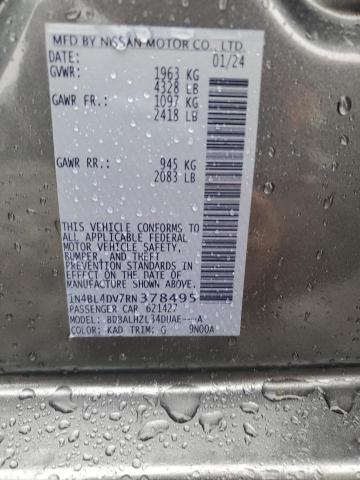 MFD BY NISSAN MOTOR CO., LTD.
DATE: 01/24
GVWR: 1963 KG
4328 LB
GAWR FR: 1097 KG
2418 LB
GAWR RR: 945 KG
2083 LB
THIS VEHICLE CONFORMS TO
ALL APPLICABLE FEDERAL
MOTOR VEHICLE SAFETY,
BUMPER, AND THEFT
PREVENTION STANDARDS IN
EFFECT ON THE DATE OF
MANUFACTURE SHOWN ABOVE.
1N4BL4DV7RN378495
PASSENGER CAR 621427
MODEL: BDBALHZL34DUAE----A
COLOR: KAD TRIM: G 9N00A